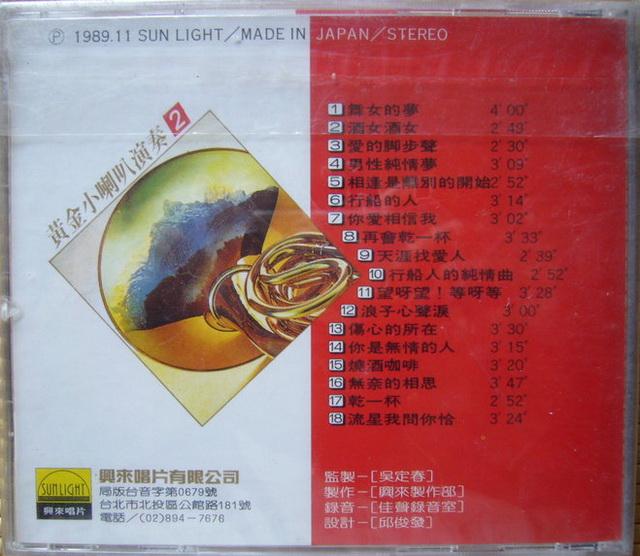 Ⓟ 1989.11 SUN LIGHT/MADE IN JAPAN/STEREO
黃金小喇叭演奏 2
1 舞女的夢 4'00"
2 酒女酒女 2'49"
3 愛的脚步聲 2'30"
4 男性純情夢 3'09"
5 相逢是離別的開始 2'52"
6 行船的人 3'14"
7 你愛相信我 3'02"
8 再會乾一杯 3'33"
9 天涯找愛人 2'39"
10 行船人的純情曲 2'52"
11 望呀望！等呀等 3'28"
12 浪子心聲淚 3'00"
13 傷心的所在 3'30"
14 你是無情的人 3'15"
15 燒酒咖啡 3'20"
16 無奈的相思 3'47"
17 乾一杯 2'52"
18 流星我問你恰 3'24"
SUNLIGHT
興來唱片
興來唱片有限公司
局版台音字第0679號
台北市北投區公館路181號
電話／(02)894-7676
監製－[吳定春]
製作－[興來製作部]
錄音－[佳聲錄音室]
設計－[邱俊發]